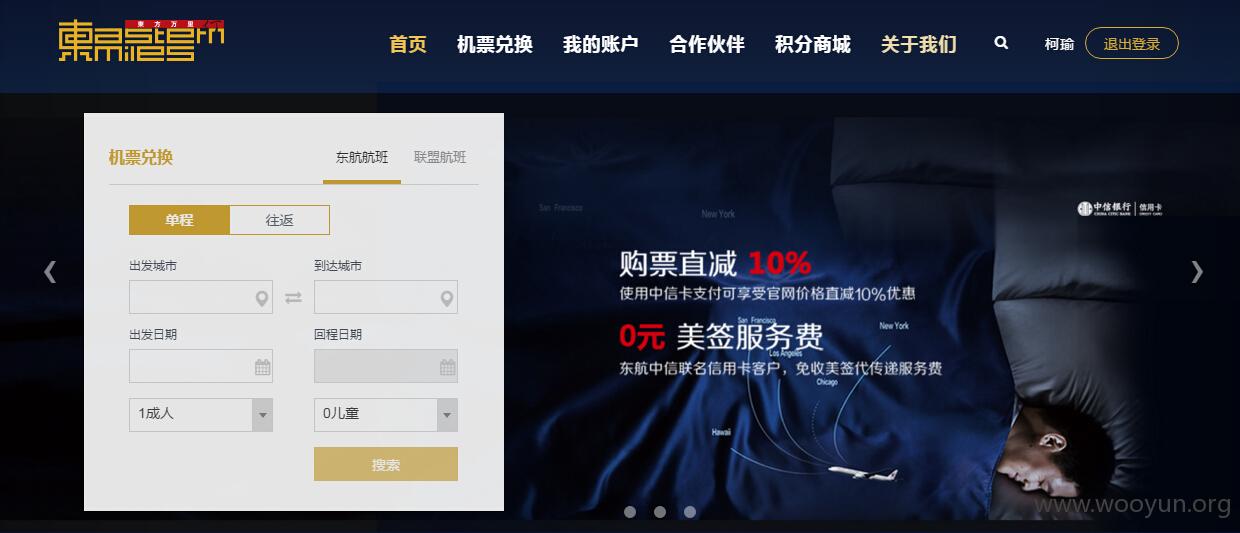 東方万里行
eastern miles
首页 机票兑换 我的账户 合作伙伴 积分商城 关于我们 柯瑜 退出登录
机票兑换 东航航班 联盟航班
单程 往返
出发城市 到达城市
出发日期 回程日期
1成人 0儿童
搜索
San Francisco
New York
中信银行 信用卡
CHINA CITIC BANK CREDIT CARD
购票直减 10%
使用中信卡支付可享受官网价格直减10%优惠
San Francisco
New York
0元 美签服务费
Los Angeles
东航中信联名信用卡客户，免收美签代传递服务费
Chicago
Hawaii
www.wooyun.org